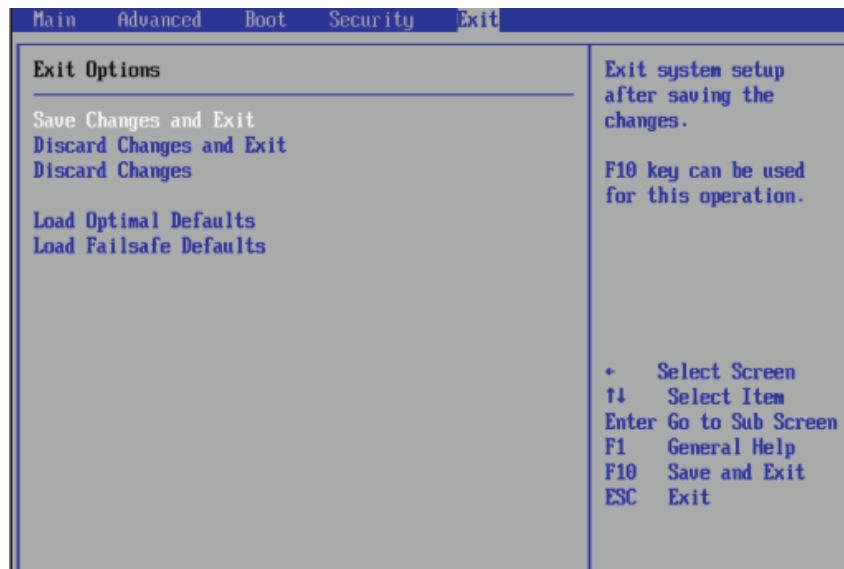 Main Advanced Boot Security Exit
Exit Options
Save Changes and Exit
Discard Changes and Exit
Discard Changes
Load Optimal Defaults
Load Failsafe Defaults
Exit system setup
after saving the
changes.
F10 key can be used
for this operation.
← Select Screen
↑↓ Select Item
Enter Go to Sub Screen
F1 General Help
F10 Save and Exit
ESC Exit